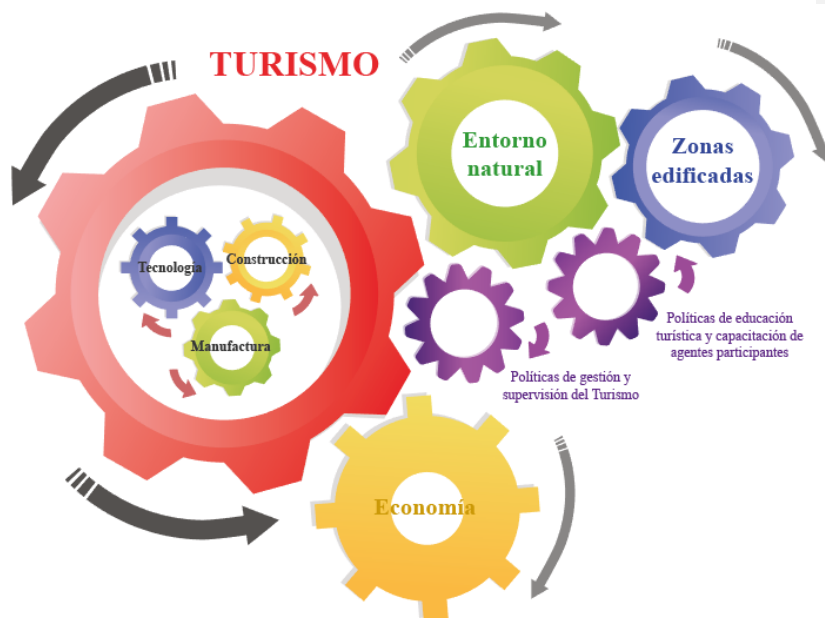 TURISMO
Entorno
natural
Zonas
edificadas
Tecnología
Construcción
Manufactura
Políticas de educación
turística y capacitación de
agentes participantes
Políticas de gestión y
supervisión del Turismo
Economía